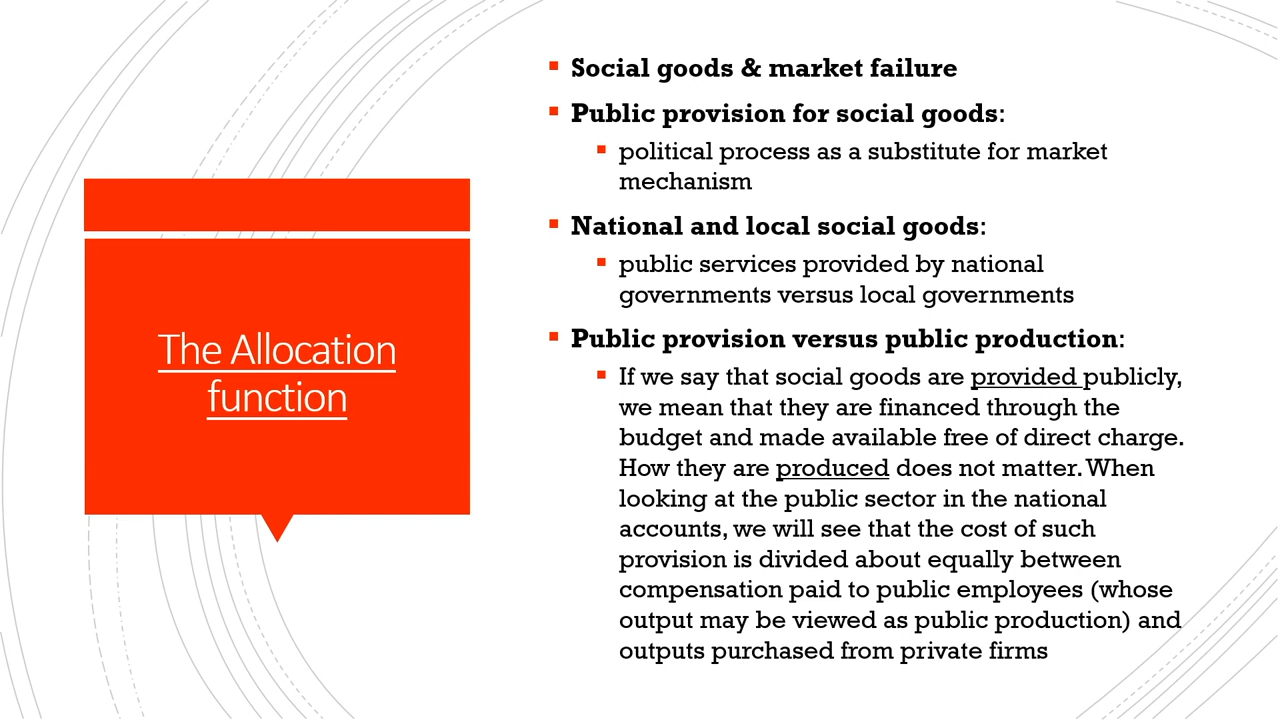 The Allocation
function
Social goods & market failure
Public provision for social goods:
political process as a substitute for market
mechanism
National and local social goods:
public services provided by national
governments versus local governments
Public provision versus public production:
If we say that social goods are provided publicly,
we mean that they are financed through the
budget and made available free of direct charge.
How they are produced does not matter. When
looking at the public sector in the national
accounts, we will see that the cost of such
provision is divided about equally between
compensation paid to public employees (whose
output may be viewed as public production) and
outputs purchased from private firms